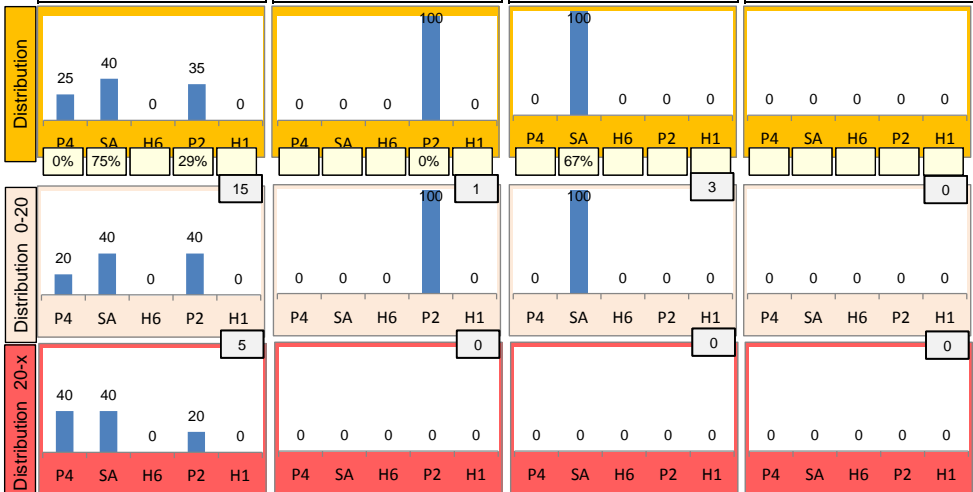 Distribution
25 40 0 35 0
P4 SA H6 P2 H1
0% 75% 29%
0 0 0 100 0
P4 SA H6 P2 H1
0%
0 100 0 0 0
P4 SA H6 P2 H1
67%
0 0 0 0 0
P4 SA H6 P2 H1
Distribution 0-20
15
20 40 0 40 0
P4 SA H6 P2 H1
1
0 0 0 100 0
P4 SA H6 P2 H1
3
0 100 0 0 0
P4 SA H6 P2 H1
0
0 0 0 0 0
P4 SA H6 P2 H1
Distribution 20-x
5
40 40 0 20 0
P4 SA H6 P2 H1
0
0 0 0 0 0
P4 SA H6 P2 H1
0
0 0 0 0 0
P4 SA H6 P2 H1
0
0 0 0 0 0
P4 SA H6 P2 H1